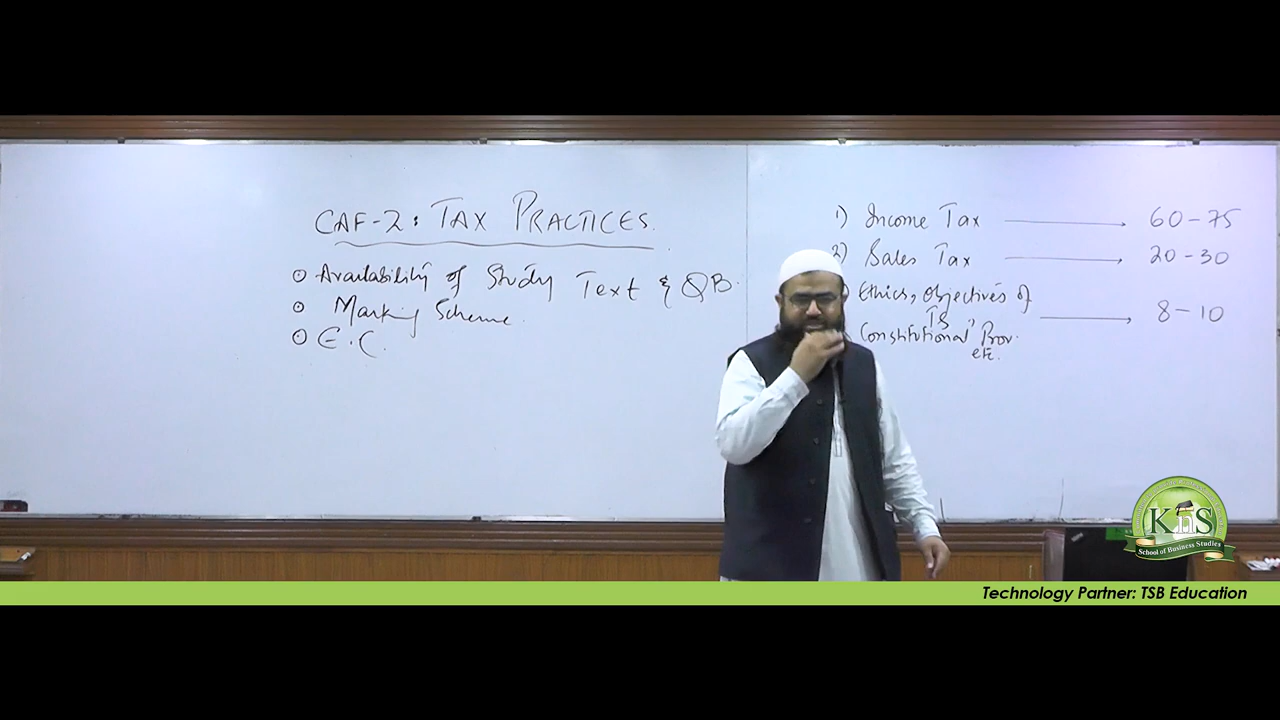 CAF-2: TAX PRACTICES.
Availability of Study Text & QB.
Marking Scheme.
E.C.
1) Income Tax → 60-75
2) Sales Tax → 20-30
Ethics, Objectives of
TS, → 8-10
Constitutional Prov.
etc.
KnS
School of Business Studies
Technology Partner: TSB Education